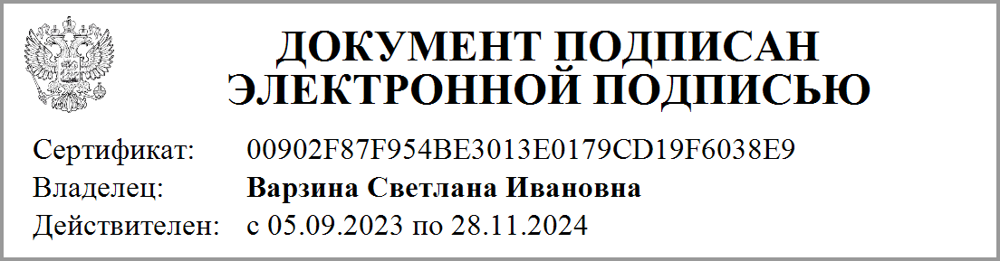 ДОКУМЕНТ ПОДПИСАН
ЭЛЕКТРОННОЙ ПОДПИСЬЮ
Сертификат: 00902F87F954BE3013E0179CD19F6038E9
Владелец: Варзина Светлана Ивановна
Действителен: с 05.09.2023 по 28.11.2024